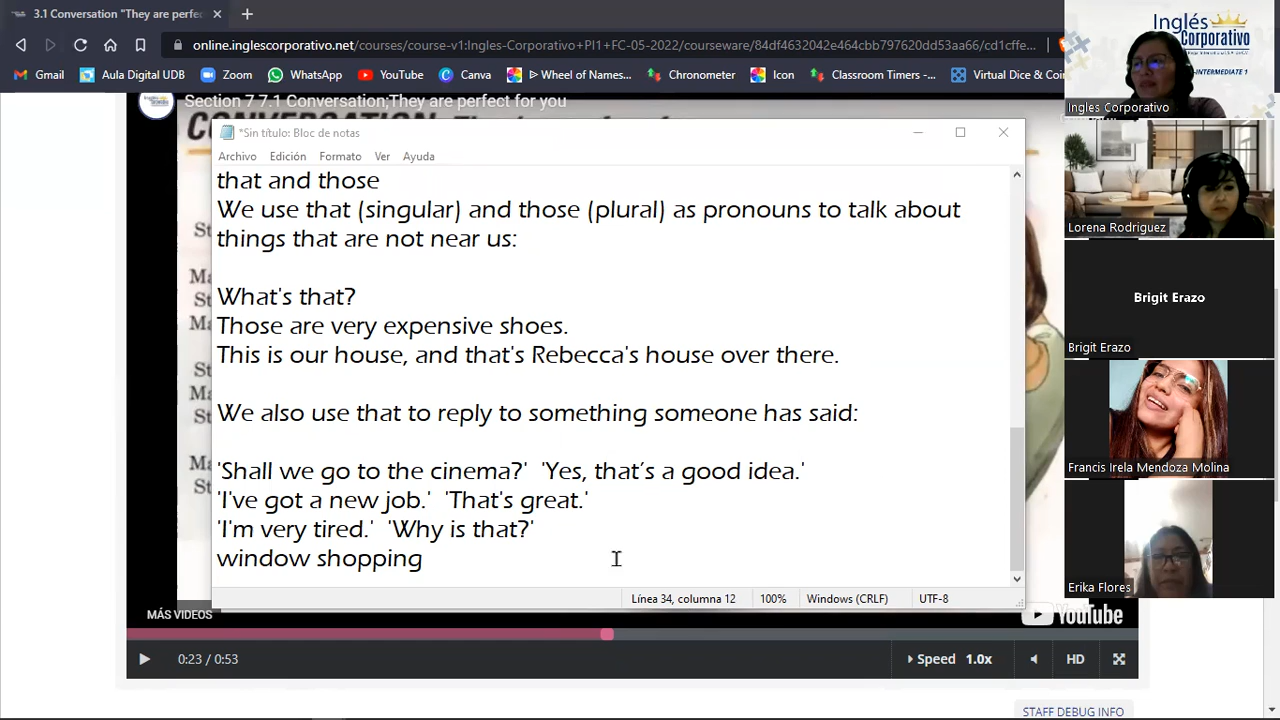 3.1 Conversation "They are perfe
online.inglescorporativo.net/courses/course-v1:Ingles-Corporativo+PI1+FC-05-2022/courseware/84df4632042e464cbb797620dd53aa66/cd1cffe...
Gmail
Aula Digital UDB
Zoom
WhatsApp
YouTube
Canva
▷ Wheel of Names...
Chronometer
Icon
Classroom Timers -...
Virtual Dice & Coi
Section 7 7.1 Conversation;They are perfect for you
*Sin título: Bloc de notas
Archivo Edición Formato Ver Ayuda
that and those
We use that (singular) and those (plural) as pronouns to talk about
things that are not near us:
What's that?
Those are very expensive shoes.
This is our house, and that's Rebecca's house over there.
We also use that to reply to something someone has said:
'Shall we go to the cinema?' 'Yes, that's a good idea.'
'I've got a new job.' 'That's great.'
'I'm very tired.' 'Why is that?'
window shopping
Línea 34, columna 12 100% Windows (CRLF) UTF-8
MÁS VIDEOS
YouTube
0:23 / 0:53
Speed 1.0x
HD
STAFF DEBUG INFO
Inglés
Corporativo
-INTERMEDIATE 1
Ingles Corporativo
Lorena Rodriguez
Brigit Erazo
Brigit Erazo
Francis Irela Mendoza Molina
Erika Flores